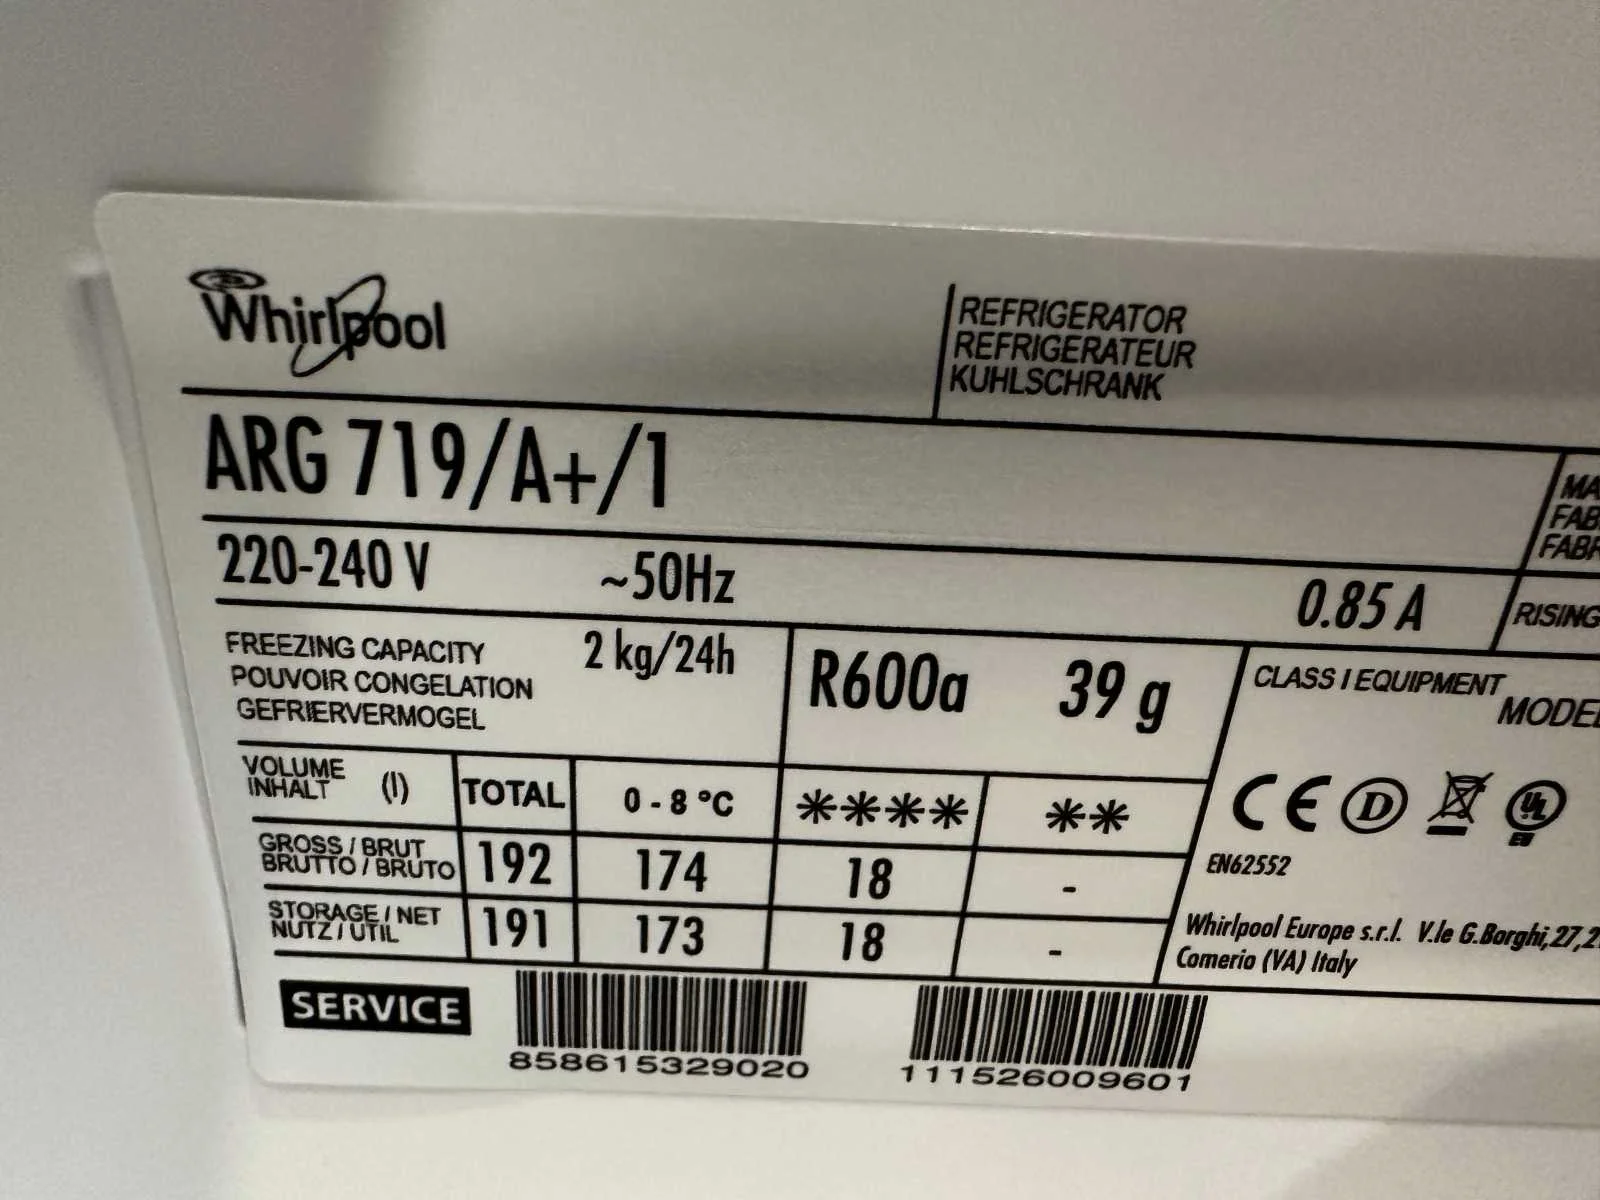 Whirlpool
REFRIGERATOR
REFRIGERATEUR
KUHLSCHRANK
ARG 719/A+/1
220-240 V ~50Hz 0.85 A
RISING
FREEZING CAPACITY 2 kg/24h
POUVOIR CONGELATION
GEFRIERVERMOGEL
R600a 39 g
CLASS I EQUIPMENT
VOLUME
INHALT (l) TOTAL 0 - 8 °C **** **
GROSS / BRUT
BRUTTO / BRUTO 192 174 18 -
STORAGE / NET
NUTZ / UTIL 191 173 18 -
CE D UL
EN62552
Whirlpool Europe s.r.l. V.le G.Borghi,27,
Comerio (VA) Italy
SERVICE
858615329020 111526009601